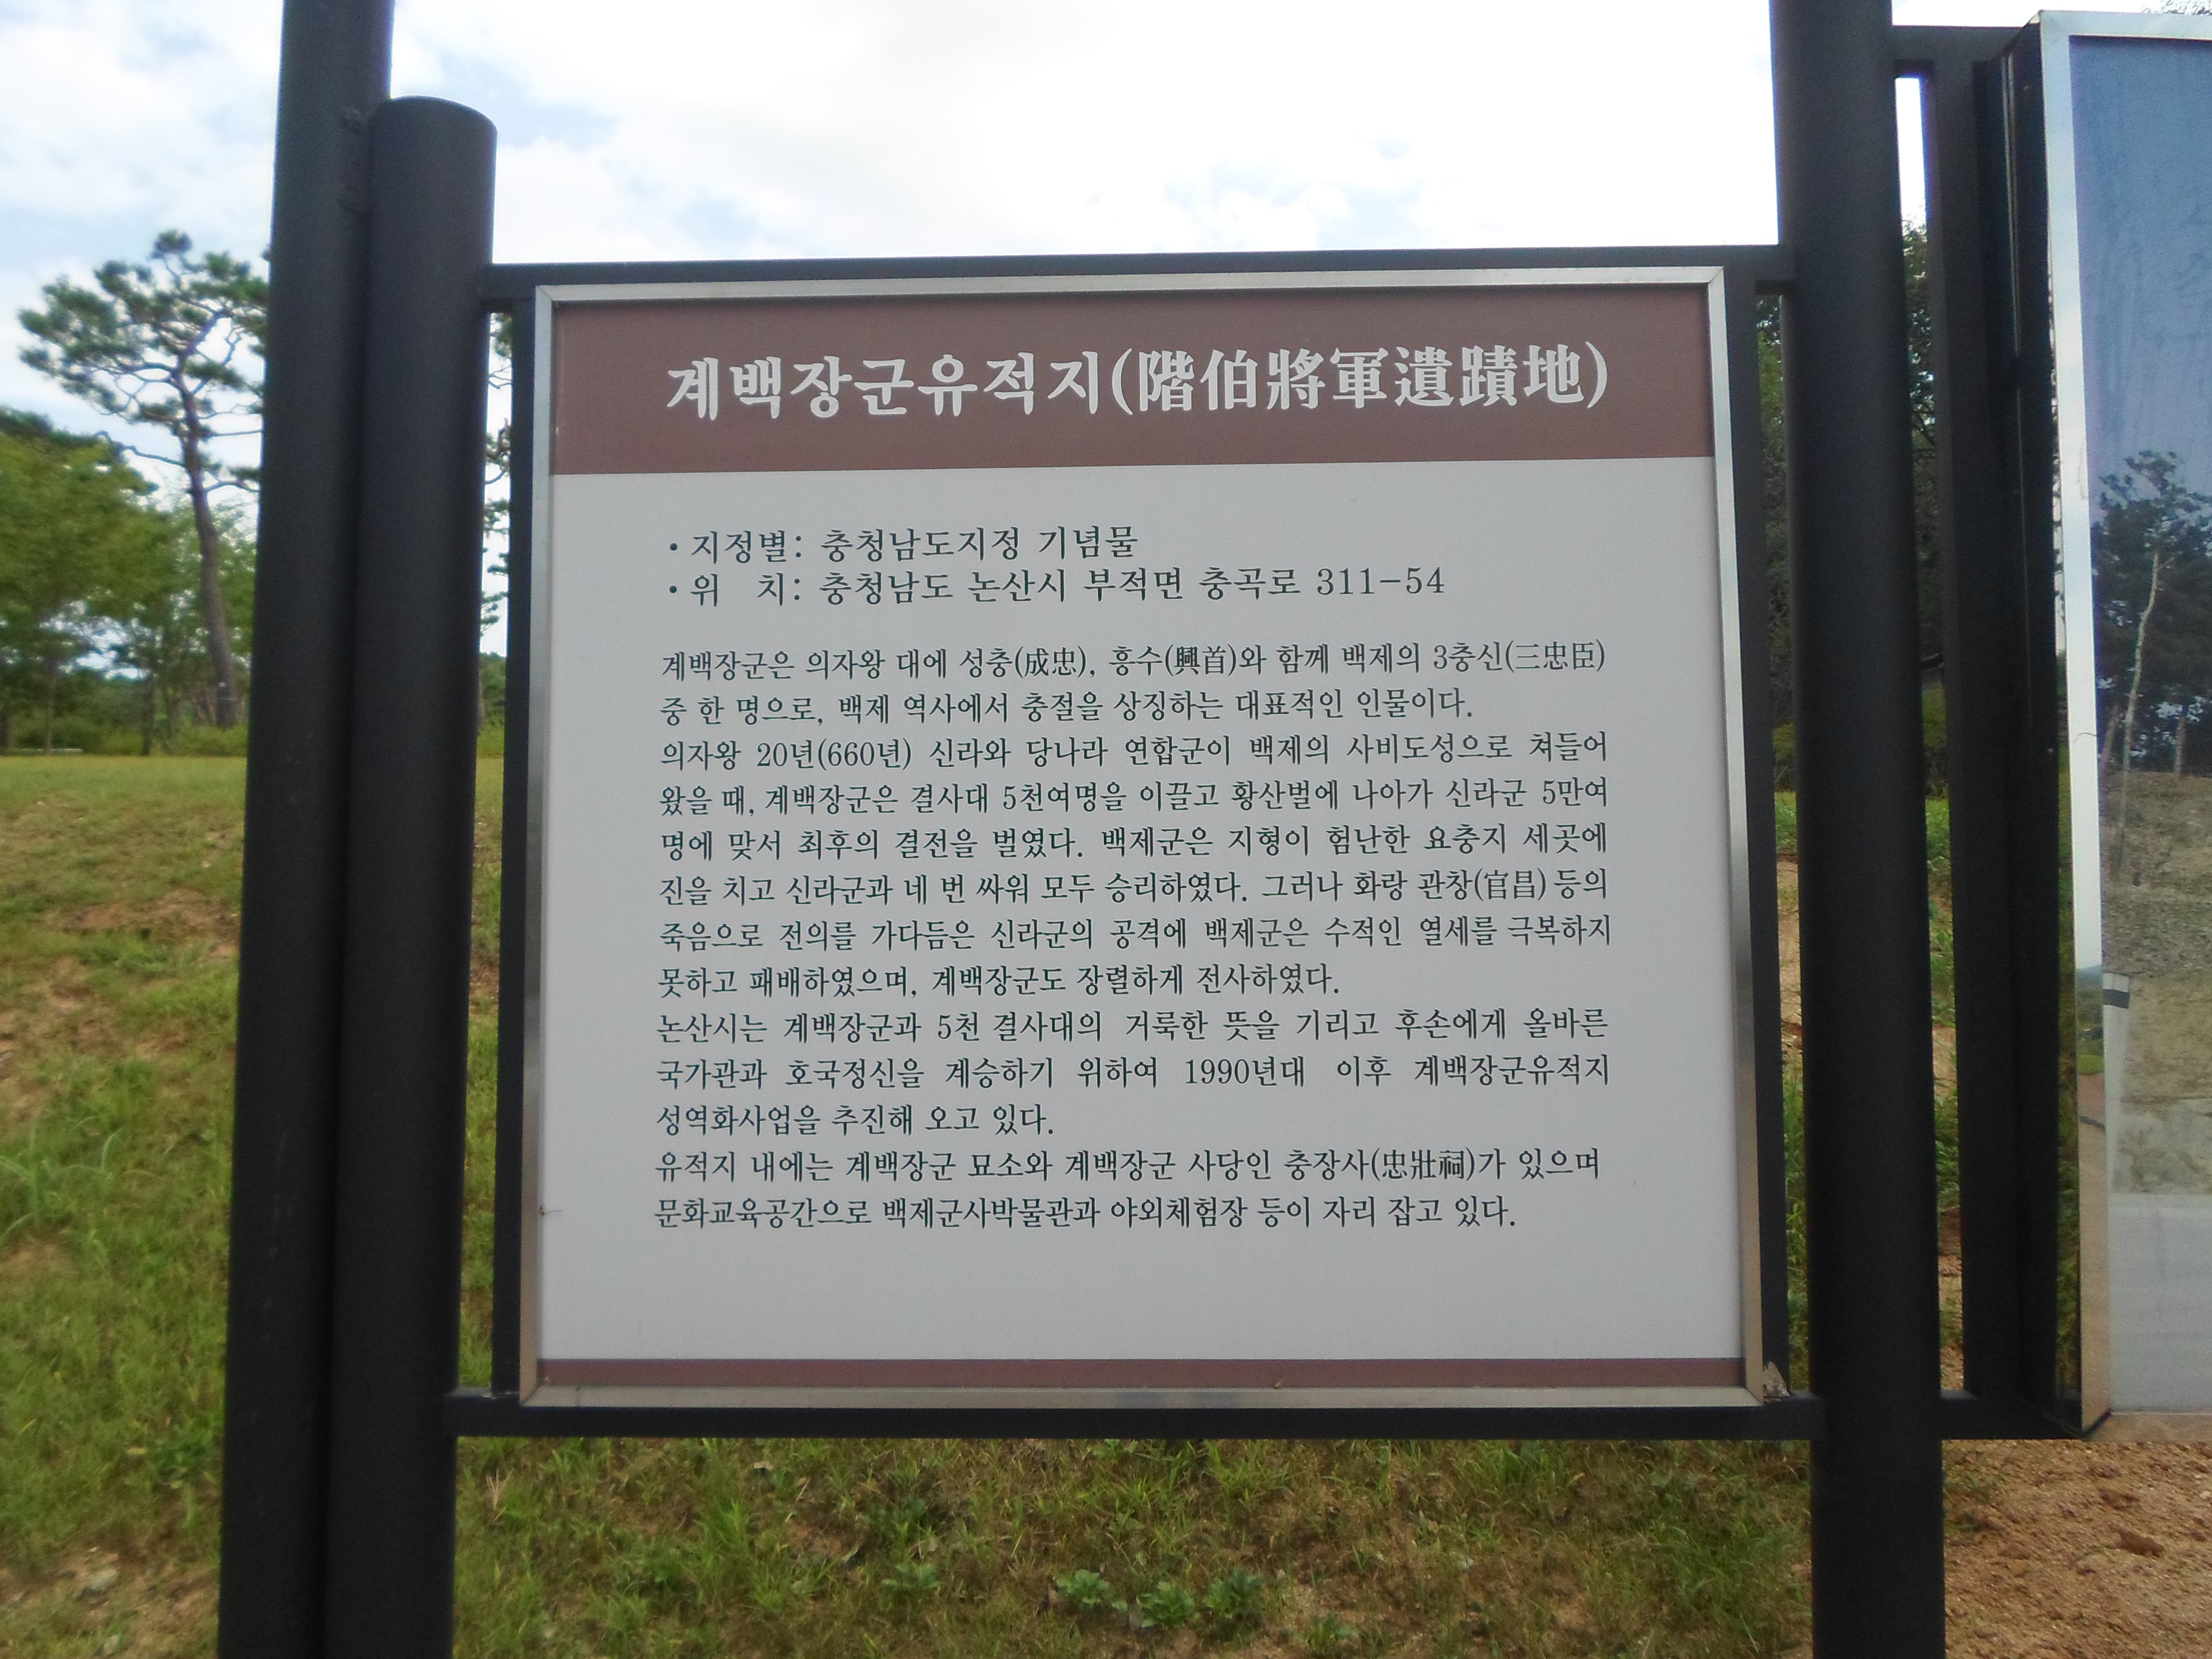 계백장군유적지(階伯將軍遺蹟地)
• 지정별: 충청남도지정 기념물
• 위 치: 충청남도 논산시 부적면 충곡로 311-54
계백장군은 의자왕 대에 성충(成忠), 흥수(興首)와 함께 백제의 3충신(三忠臣)
중 한 명으로, 백제 역사에서 충절을 상징하는 대표적인 인물이다.
의자왕 20년(660년) 신라와 당나라 연합군이 백제의 사비도성으로 쳐들어
왔을 때, 계백장군은 결사대 5천여명을 이끌고 황산벌에 나아가 신라군 5만여
명에 맞서 최후의 결전을 벌였다. 백제군은 지형이 험난한 요충지 세곳에
진을 치고 신라군과 네 번 싸워 모두 승리하였다. 그러나 화랑 관창(官昌) 등의
죽음으로 전의를 가다듬은 신라군의 공격에 백제군은 수적인 열세를 극복하지
못하고 패배하였으며, 계백장군도 장렬하게 전사하였다.
논산시는 계백장군과 5천 결사대의 거룩한 뜻을 기리고 후손에게 올바른
국가관과 호국정신을 계승하기 위하여 1990년대 이후 계백장군유적지
성역화사업을 추진해 오고 있다.
유적지 내에는 계백장군 묘소와 계백장군 사당인 충장사(忠壯祠)가 있으며
문화교육공간으로 백제군사박물관과 야외체험장 등이 자리 잡고 있다.